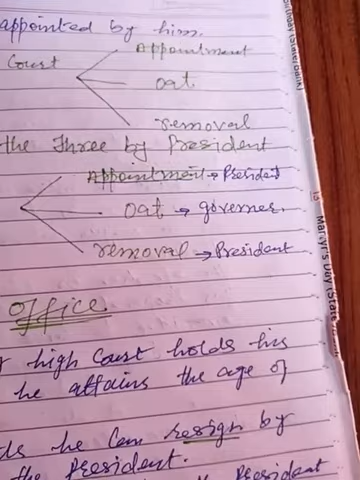 appointed by him.
Court
Appointment
oat
removal
the Three by President
Appointment → President
oat → governer.
removal → President
office
high Court holds his
he attains the age of
he Can resign by
the President.
President
Martyr's Day (State